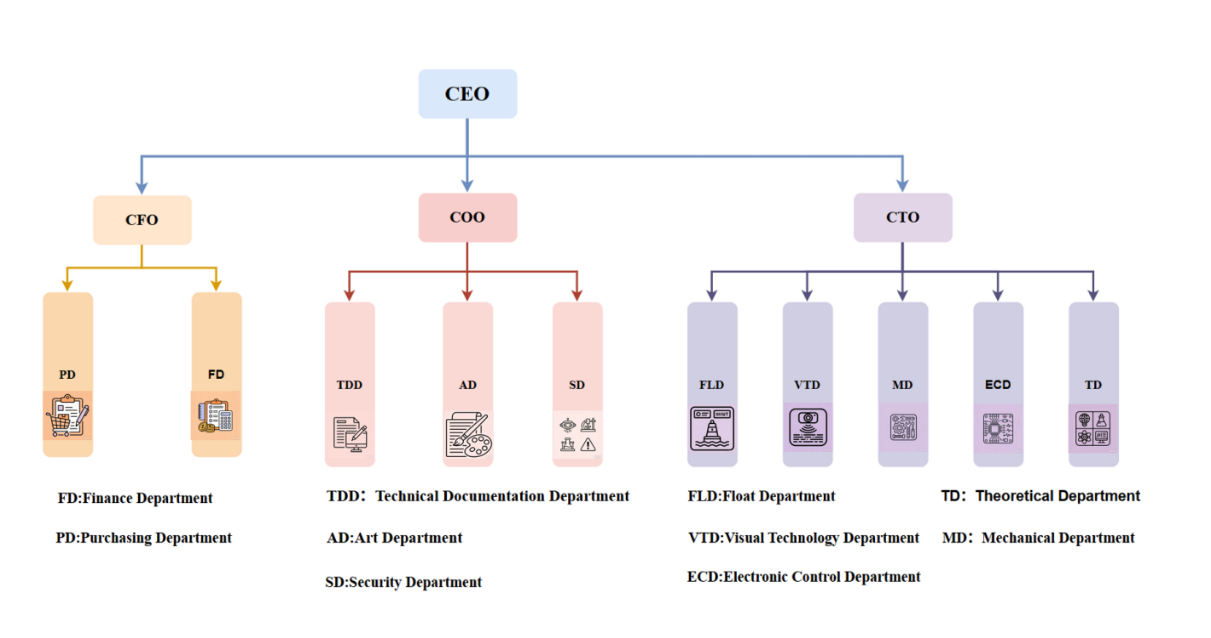 CEO
CFO
COO
CTO
PD
FD
TDD
AD
SD
FLD
VTD
MD
ECD
TD
FD:Finance Department
PD:Purchasing Department
TDD：Technical Documentation Department
AD:Art Department
SD:Security Department
FLD:Float Department
VTD:Visual Technology Department
ECD:Electronic Control Department
TD：Theoretical Department
MD：Mechanical Department